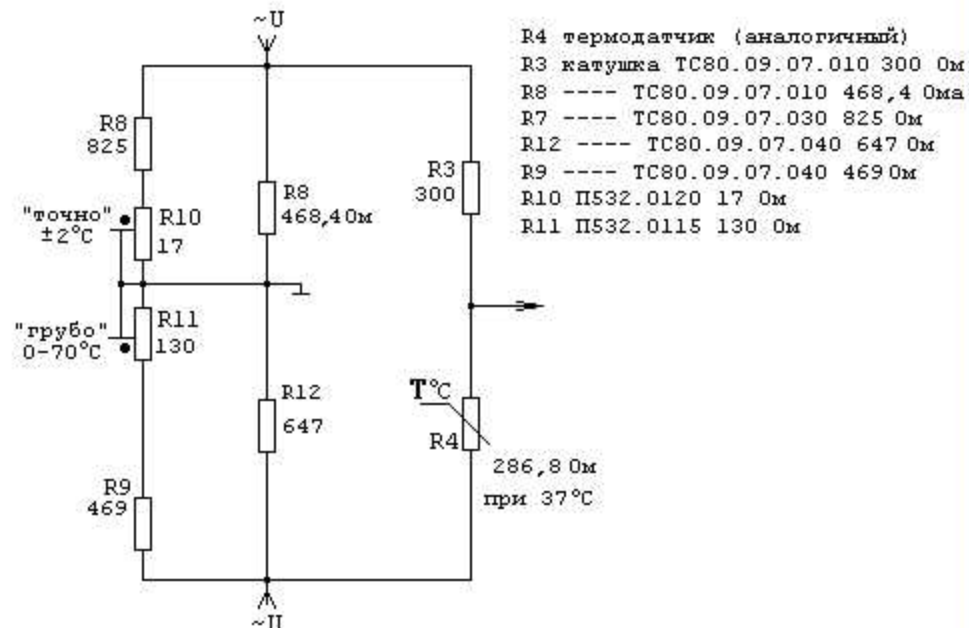 ~U
R4 термодатчик (аналогичный)
R3 катушка ТС80.09.07.010 300 Ом
R8 ---- ТС80.09.07.010 468,4 Ома
R7 ---- ТС80.09.07.030 825 Ом
R12 ---- ТС80.09.07.040 647 Ом
R9 ---- ТС80.09.07.040 469 Ом
R10 П532.0120 17 Ом
R11 П532.0115 130 Ом
R8
825
R8
468,4 Ом
R3
300
"точно"
±2°С
R10
17
"грубо"
0-70°С
R11
130
R12
647
T°C
R4
286,8 Ом
при 37°С
R9
469
~U